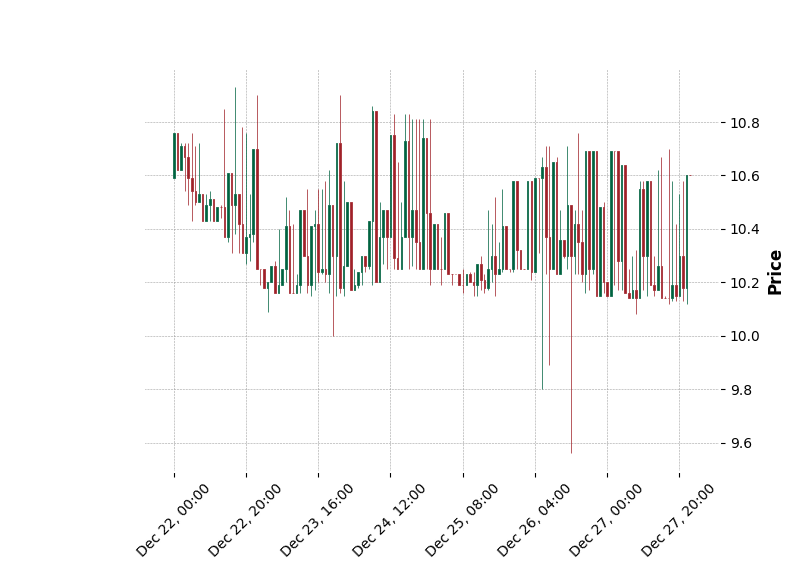 10.8
10.6
10.4
10.2
10.0
9.8
9.6
Price
Dec 22, 00:00
Dec 22, 20:00
Dec 23, 16:00
Dec 24, 12:00
Dec 25, 08:00
Dec 26, 04:00
Dec 27, 00:00
Dec 27, 20:00